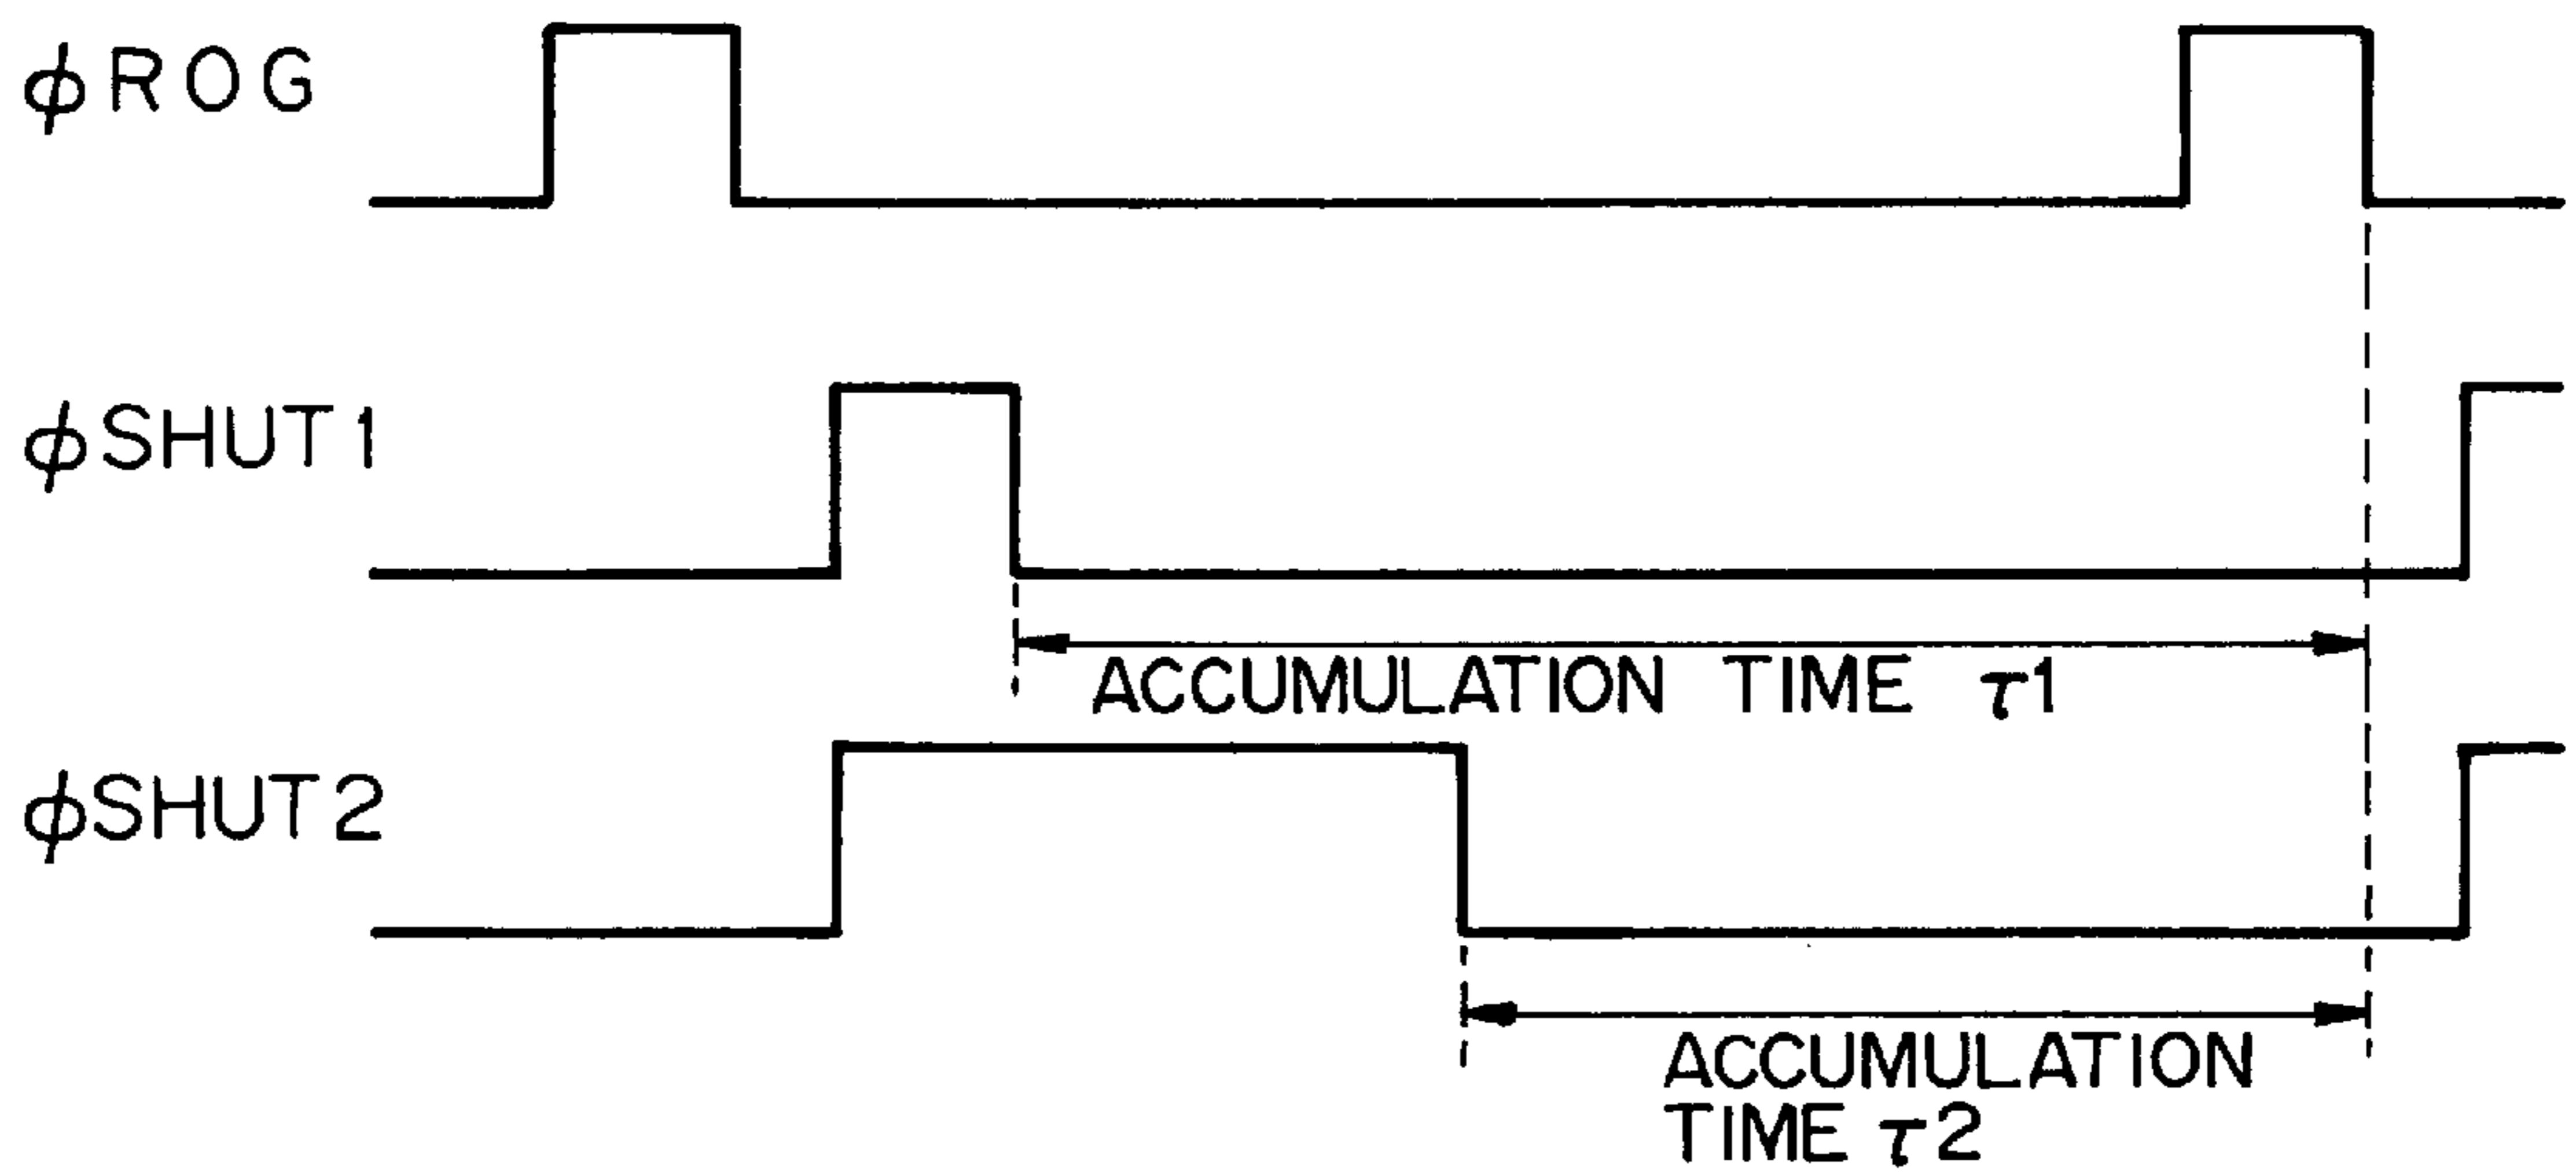 ϕROG
ϕSHUT1
ACCUMULATION TIME τ1
ϕSHUT2
ACCUMULATION
TIME τ2